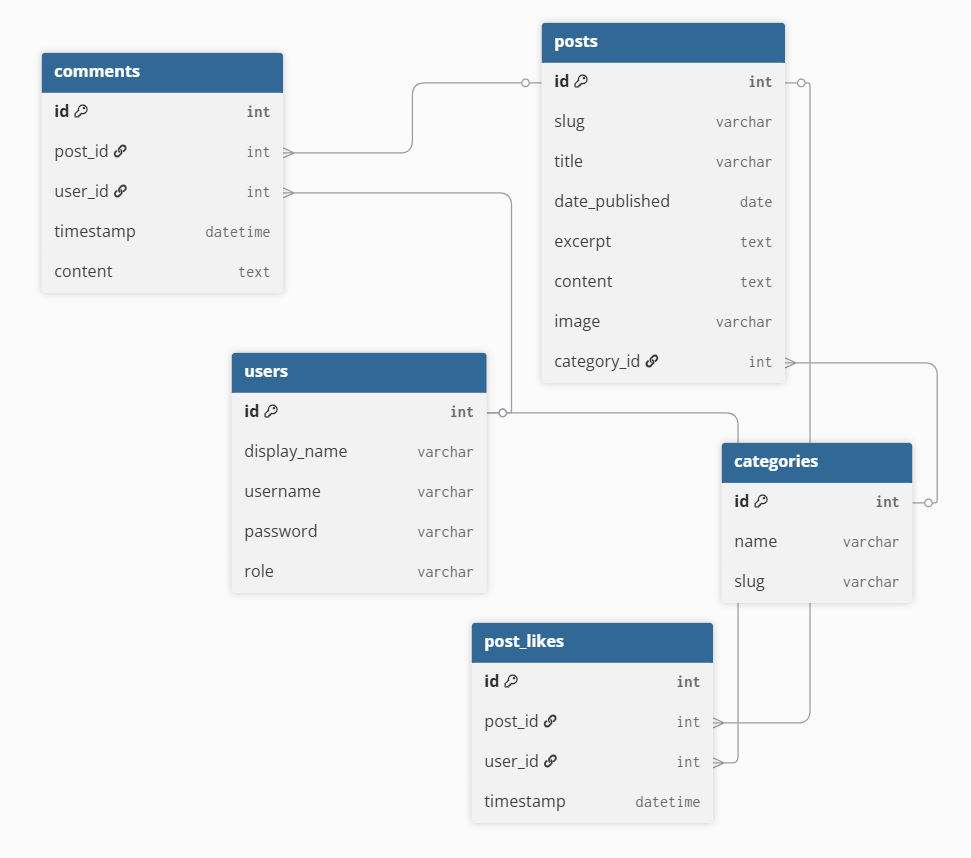 comments
id int
post_id int
user_id int
timestamp datetime
content text
posts
id int
slug varchar
title varchar
date_published date
excerpt text
content text
image varchar
category_id int
users
id int
display_name varchar
username varchar
password varchar
role varchar
categories
id int
name varchar
slug varchar
post_likes
id int
post_id int
user_id int
timestamp datetime